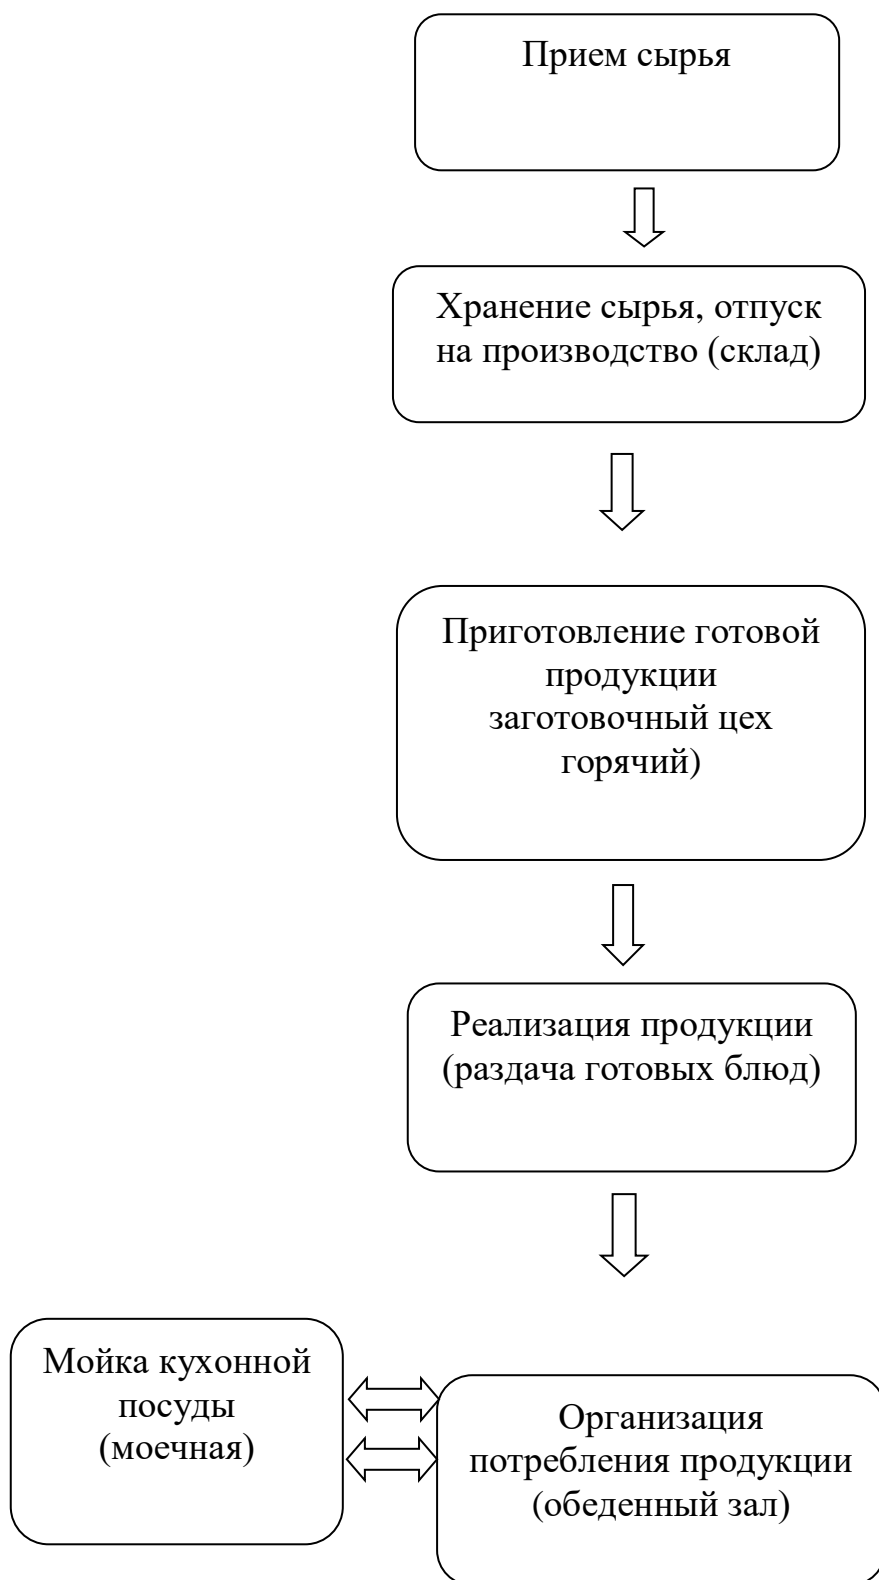 Прием сырья
Хранение сырья, отпуск
на производство (склад)
Приготовление готовой
продукции
заготовочный цех
горячий)
Реализация продукции
(раздача готовых блюд)
Мойка кухонной
посуды
(моечная)
Организация
потребления продукции
(обеденный зал)